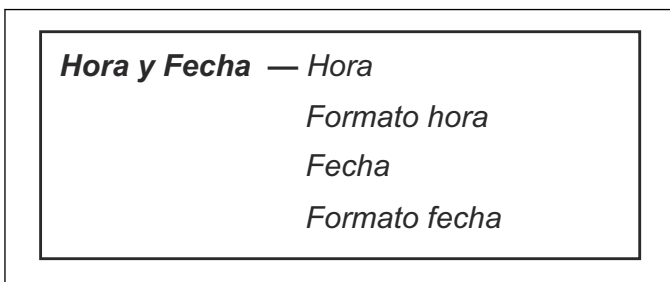 Hora y Fecha — Hora
Formato hora
Fecha
Formato fecha